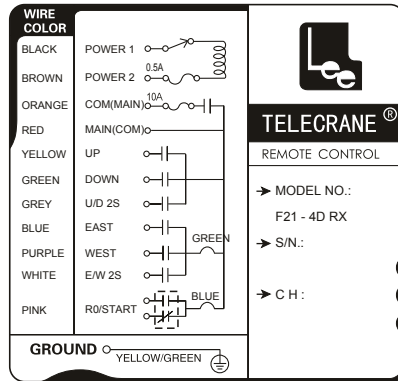 WIRE
COLOR
BLACK POWER 1
BROWN POWER 2 0.5A
ORANGE COM(MAIN) 10A
RED MAIN(COM)
YELLOW UP
GREEN DOWN
GREY U/D 2S
BLUE EAST
GREEN
PURPLE WEST
WHITE E/W 2S
BLUE
PINK R0/START
GROUND YELLOW/GREEN
Lee
TELECRANE ®
REMOTE CONTROL
MODEL NO.:
F21 - 4D RX
S/N.:
C H :